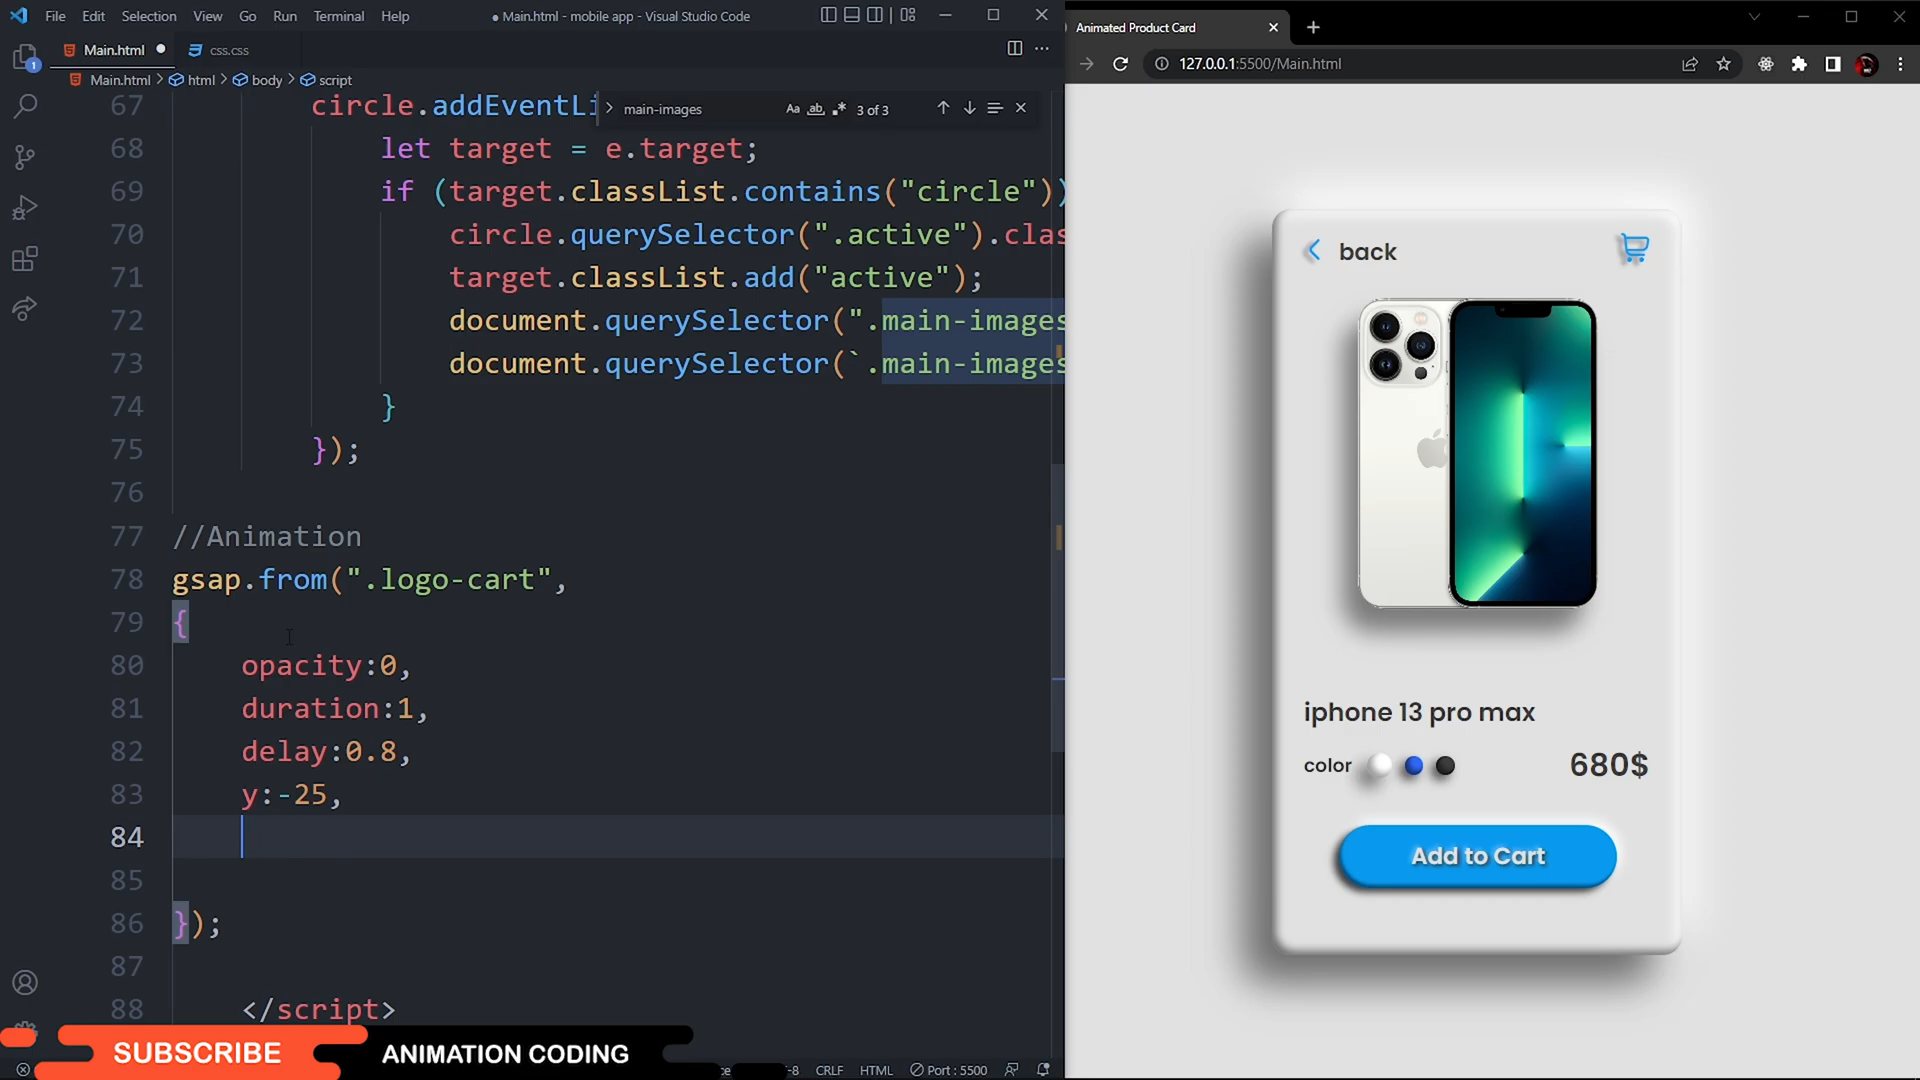 File Edit Selection View Go Run Terminal Help
● Main.html - mobile app - Visual Studio Code
Main.html ●
css.css
Main.html > html > body > script
main-images
Aa ab .* 3 of 3
67 circle.addEventLi
68 let target = e.target;
69 if (target.classList.contains("circle"))
70 circle.querySelector(".active").clas
71 target.classList.add("active");
72 document.querySelector(".main-images
73 document.querySelector(`.main-images
74 }
75 });
76
77 //Animation
78 gsap.from(".logo-cart",
79 {
80 opacity:0,
81 duration:1,
82 delay:0.8,
83 y:-25,
84
85
86 });
87
88 </script>
1
SUBSCRIBE
ANIMATION CODING
-8 CRLF HTML Port : 5500
Animated Product Card
127.0.0.1:5500/Main.html
back
iphone 13 pro max
color
680$
Add to Cart